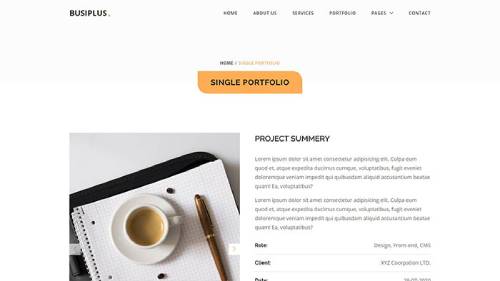 BUSIPLUS.
HOME ABOUT US SERVICES PORTFOLIO PAGES CONTACT
HOME / SINGLE PORTFOLIO
SINGLE PORTFOLIO
PROJECT SUMMERY
Lorem ipsum dolor sit amet consectetur adipisicing elit. Culpa eum
quod et, atque expedita ducimus cumque, voluptatibus, fugit eveniet
doloremque veniam impedit qui quibusdam aliquid accusantium beatae
quam! Ea, voluptatibus?
Lorem ipsum dolor sit amet consectetur adipisicing elit. Culpa eum
quod et, atque expedita ducimus cumque, voluptatibus, fugit eveniet
doloremque veniam impedit qui quibusdam aliquid accusantium beatae
quam! Ea, voluptatibus?
Role: Design, Front-end, CMS
Client: XYZ Coorpation LTD.
Date: